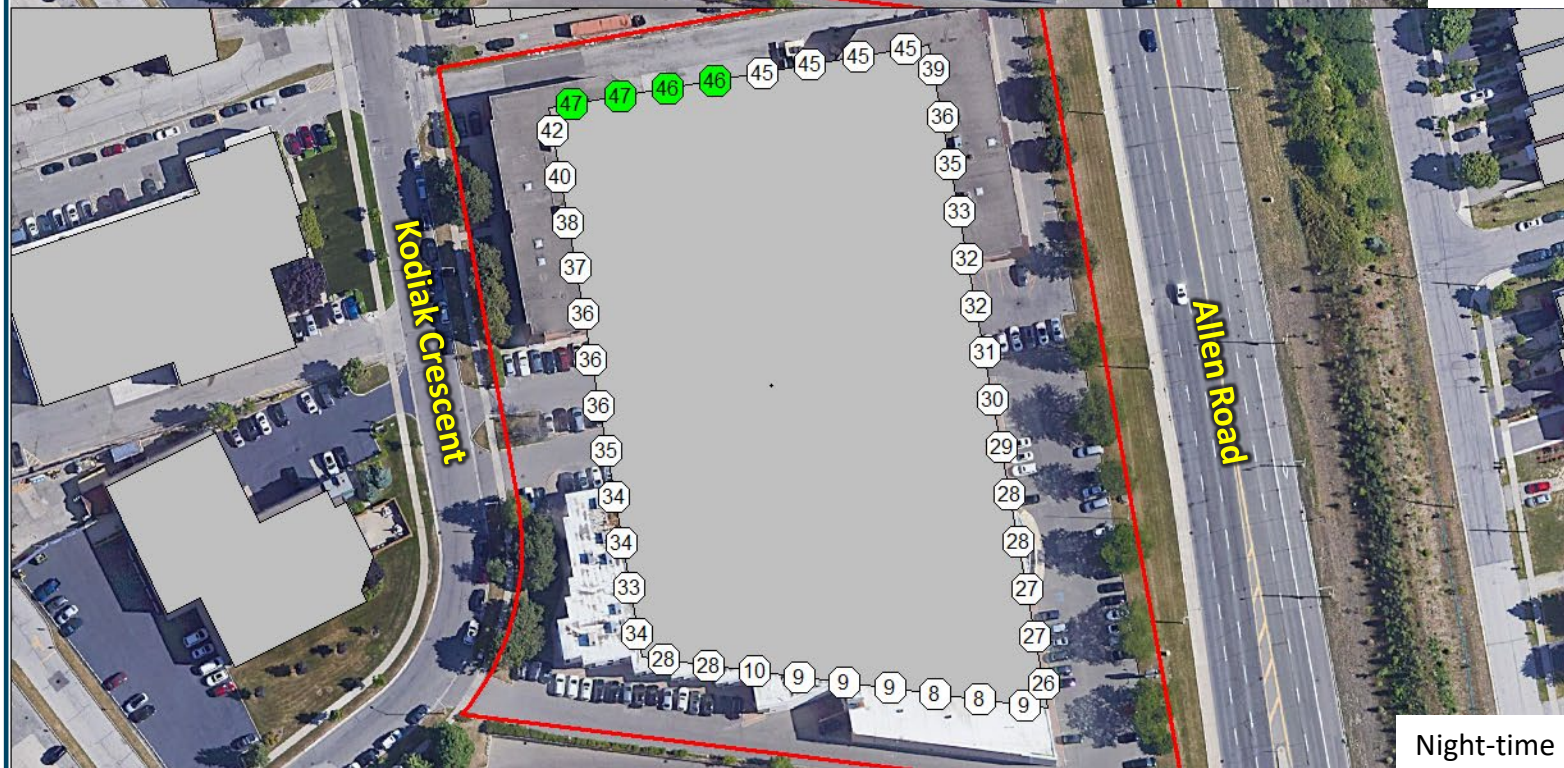 47 47 46 46 45 45 45 45
42 39
40 36
38 35
37 33
36 32
36 32
36 31
35 30
34 29
34 28
33 28
34 27
27
28 28 10 9 9 9 8 8 9 26
Kodiak Crescent
Allen Road
Night-time